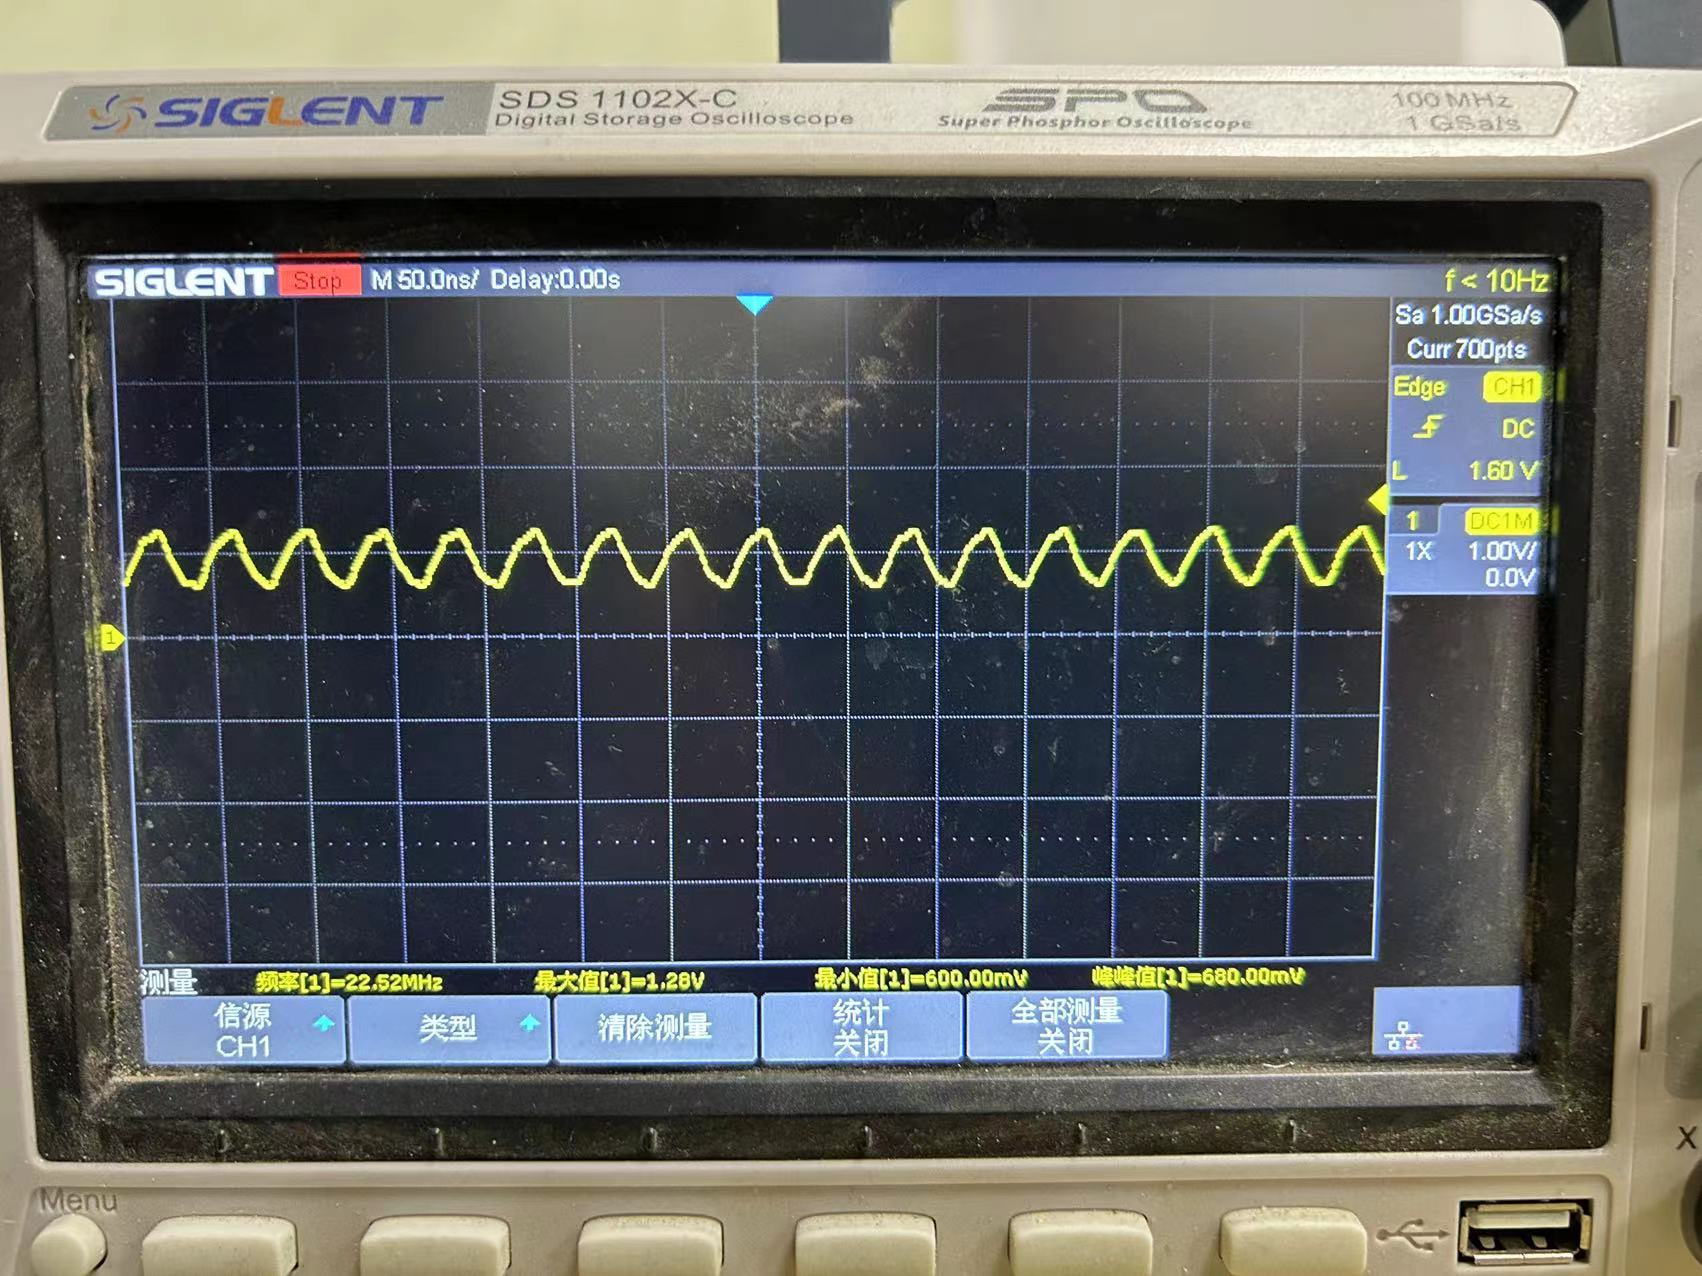 SIGLENT SDS 1102X-C SPO 100 MHz
Digital Storage Oscilloscope Super Phosphor Oscilloscope 1 GSa/s
SIGLENT Stop M 50.0ns/ Delay:0.00s f < 10Hz
Sa 1.00GSa/s
Curr 700pts
Edge CH1
DC
L 1.60 V
1 DC1M
1X 1.00V/
0.0V
1
测量 频率[1]=22.52MHz 最大值[1]=1.28V 最小值[1]=600.00mV 峰峰值[1]=680.00mV
信源
CH1
类型
清除测量
统计
关闭
全部测量
关闭
Menu
X